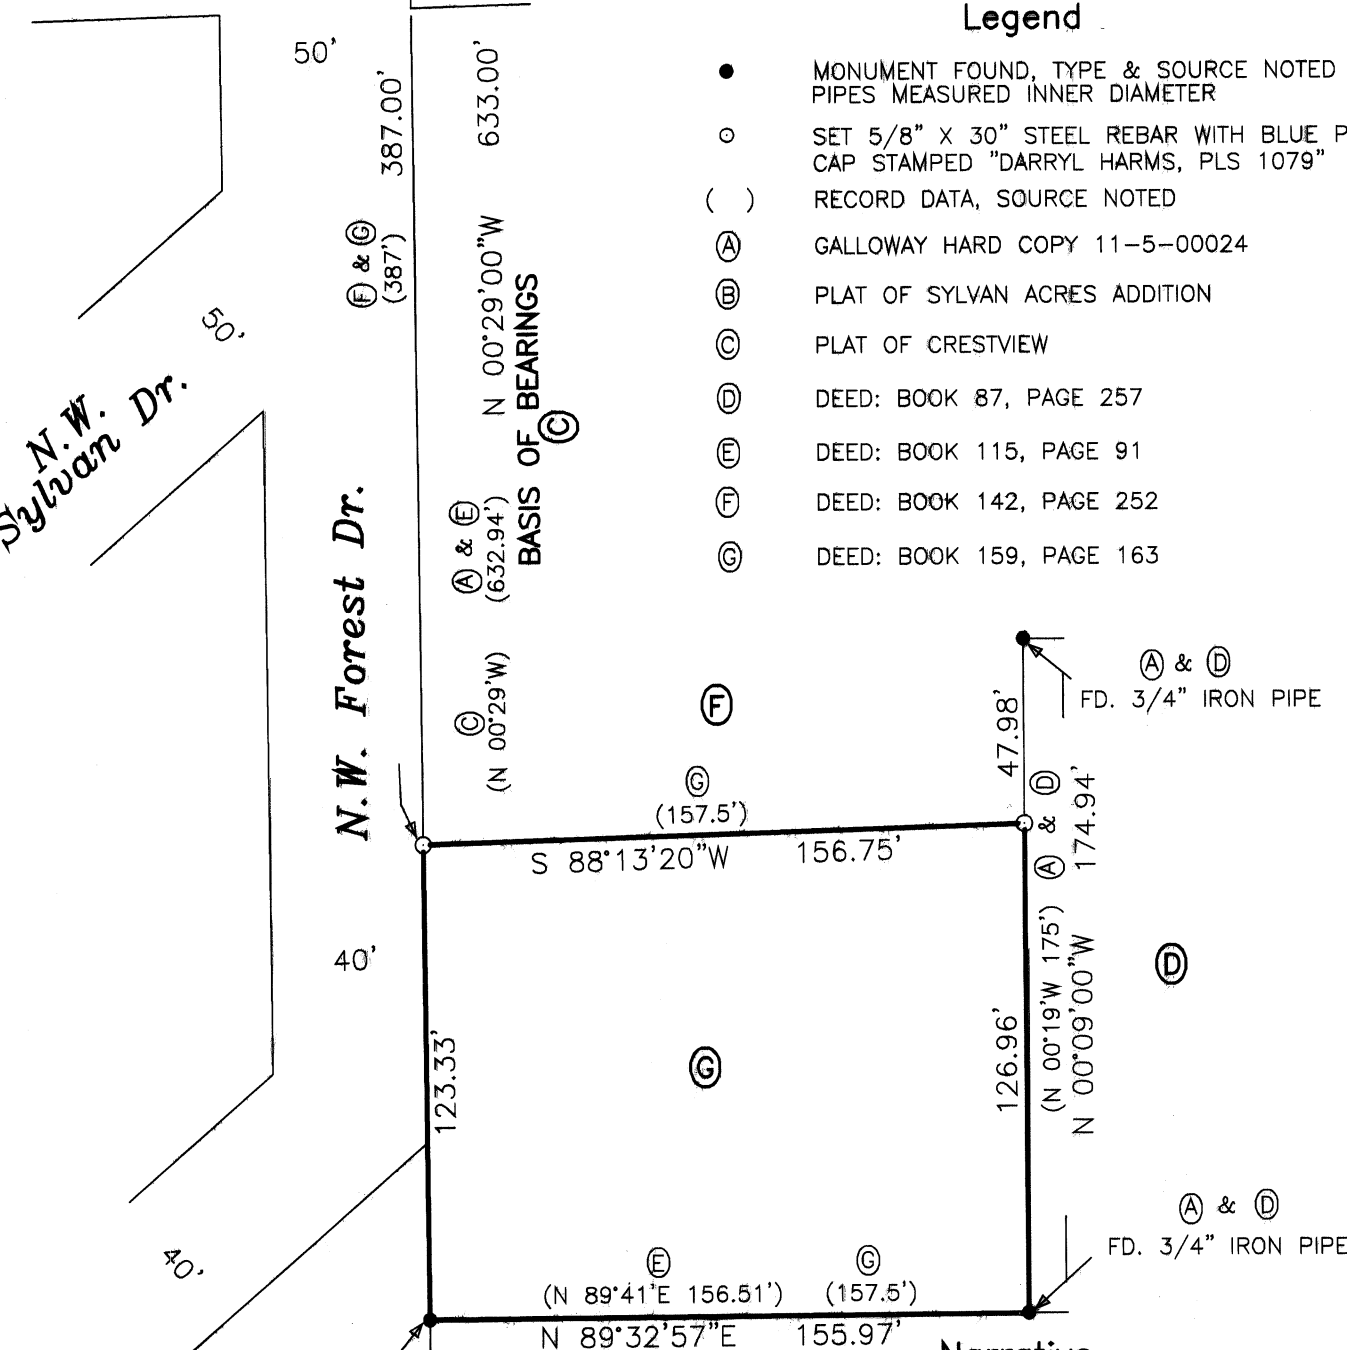 Legend
MONUMENT FOUND, TYPE & SOURCE NOTED
PIPES MEASURED INNER DIAMETER
SET 5/8" X 30" STEEL REBAR WITH BLUE P
CAP STAMPED "DARRYL HARMS, PLS 1079"
( ) RECORD DATA, SOURCE NOTED
A GALLOWAY HARD COPY 11-5-00024
B PLAT OF SYLVAN ACRES ADDITION
C PLAT OF CRESTVIEW
D DEED: BOOK 87, PAGE 257
E DEED: BOOK 115, PAGE 91
F DEED: BOOK 142, PAGE 252
G DEED: BOOK 159, PAGE 163
50'
387.00'
633.00'
F & G
(387")
N 00°29'00"W
BASIS OF BEARINGS
C
50'
N.W.
Sylvan Dr.
A & E
(632.94')
N.W. Forest Dr.
C
(N 00°29'W)
F
A & D
FD. 3/4" IRON PIPE
47.98'
G
(157.5')
S 88°13'20"W 156.75'
A & D
174.94'
(N 00°19'W 175')
N 00°09'00"W
D
40'
123.33'
126.96'
G
A & D
FD. 3/4" IRON PIPE
40'
E G
(N 89°41'E 156.51') (157.5')
N 89°32'57"E 155.97'